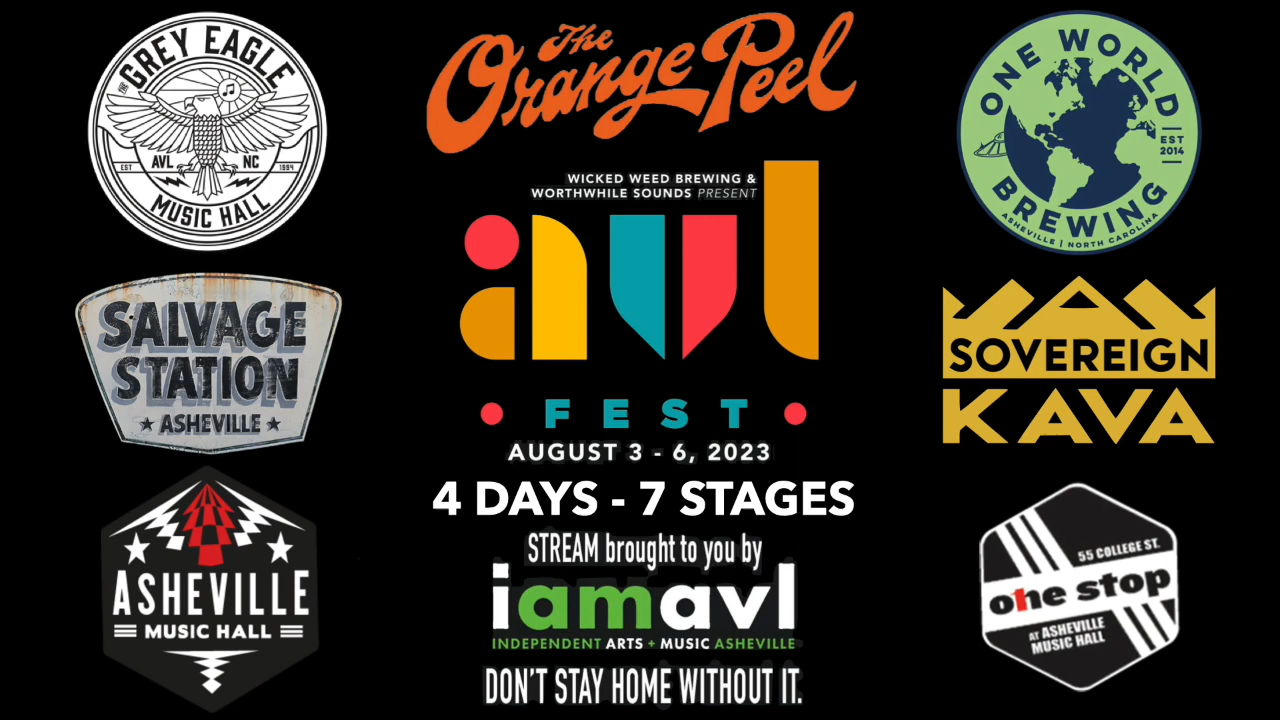 THE
GREY EAGLE
EST
AVL
NC
1994
MUSIC HALL
The
Orange Peel
ONE WORLD
EST
2014
BREWING
ASHEVILLE | NORTH CAROLINA
WICKED WEED BREWING &
WORTHWHILE SOUNDS PRESENT
avl
FEST
AUGUST 3 - 6, 2023
4 DAYS - 7 STAGES
STREAM brought to you by
iamavl
INDEPENDENT ARTS + MUSIC ASHEVILLE
DON'T STAY HOME WITHOUT IT.
SALVAGE
STATION
★ ASHEVILLE ★
SOVEREIGN
KAVA
ASHEVILLE
MUSIC HALL
55 COLLEGE ST.
one stop
AT ASHEVILLE
MUSIC HALL